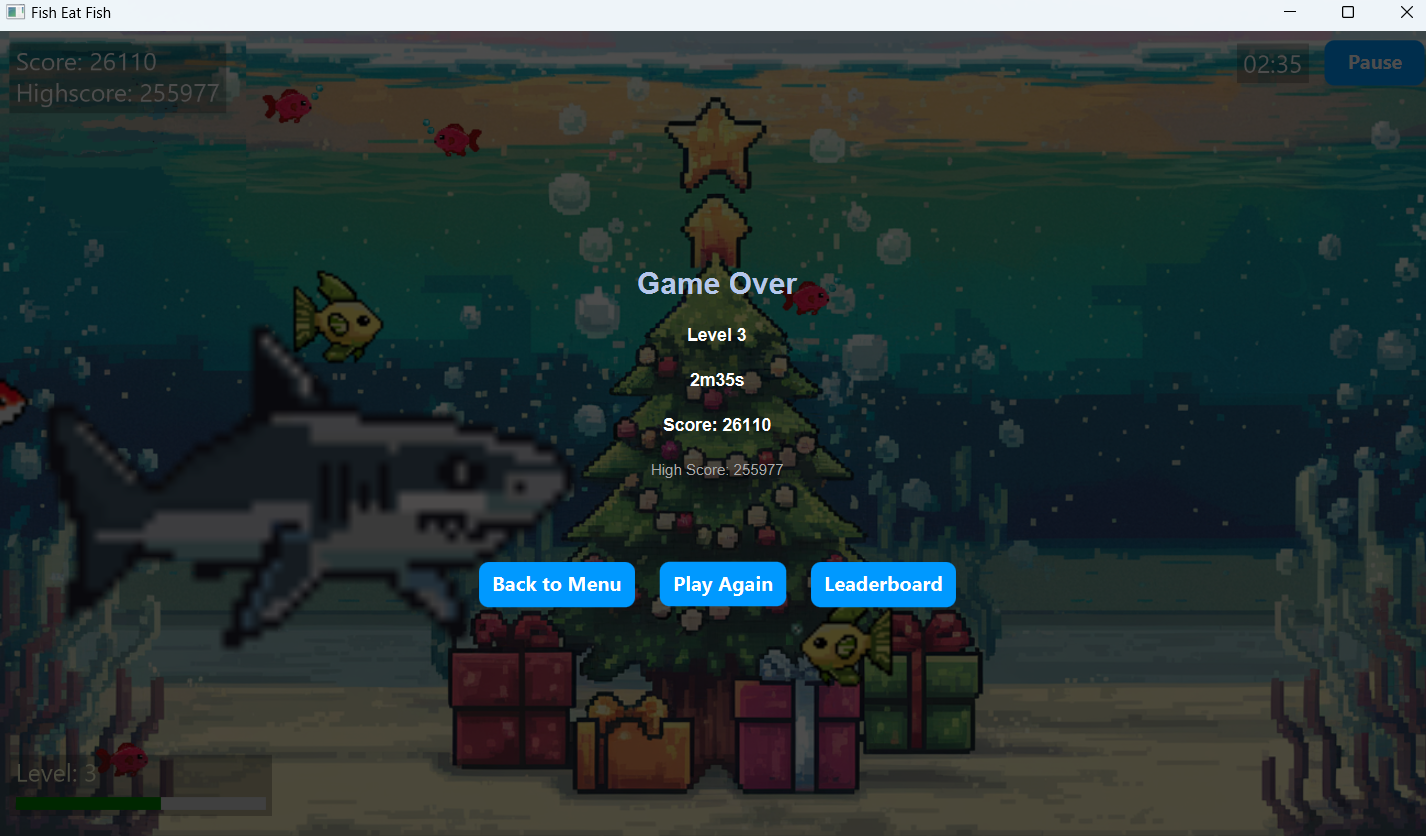 Fish Eat Fish
Score: 26110
Highscore: 255977
02:35
Pause
Game Over
Level 3
2m35s
Score: 26110
High Score: 255977
Back to Menu
Play Again
Leaderboard
Level: 3